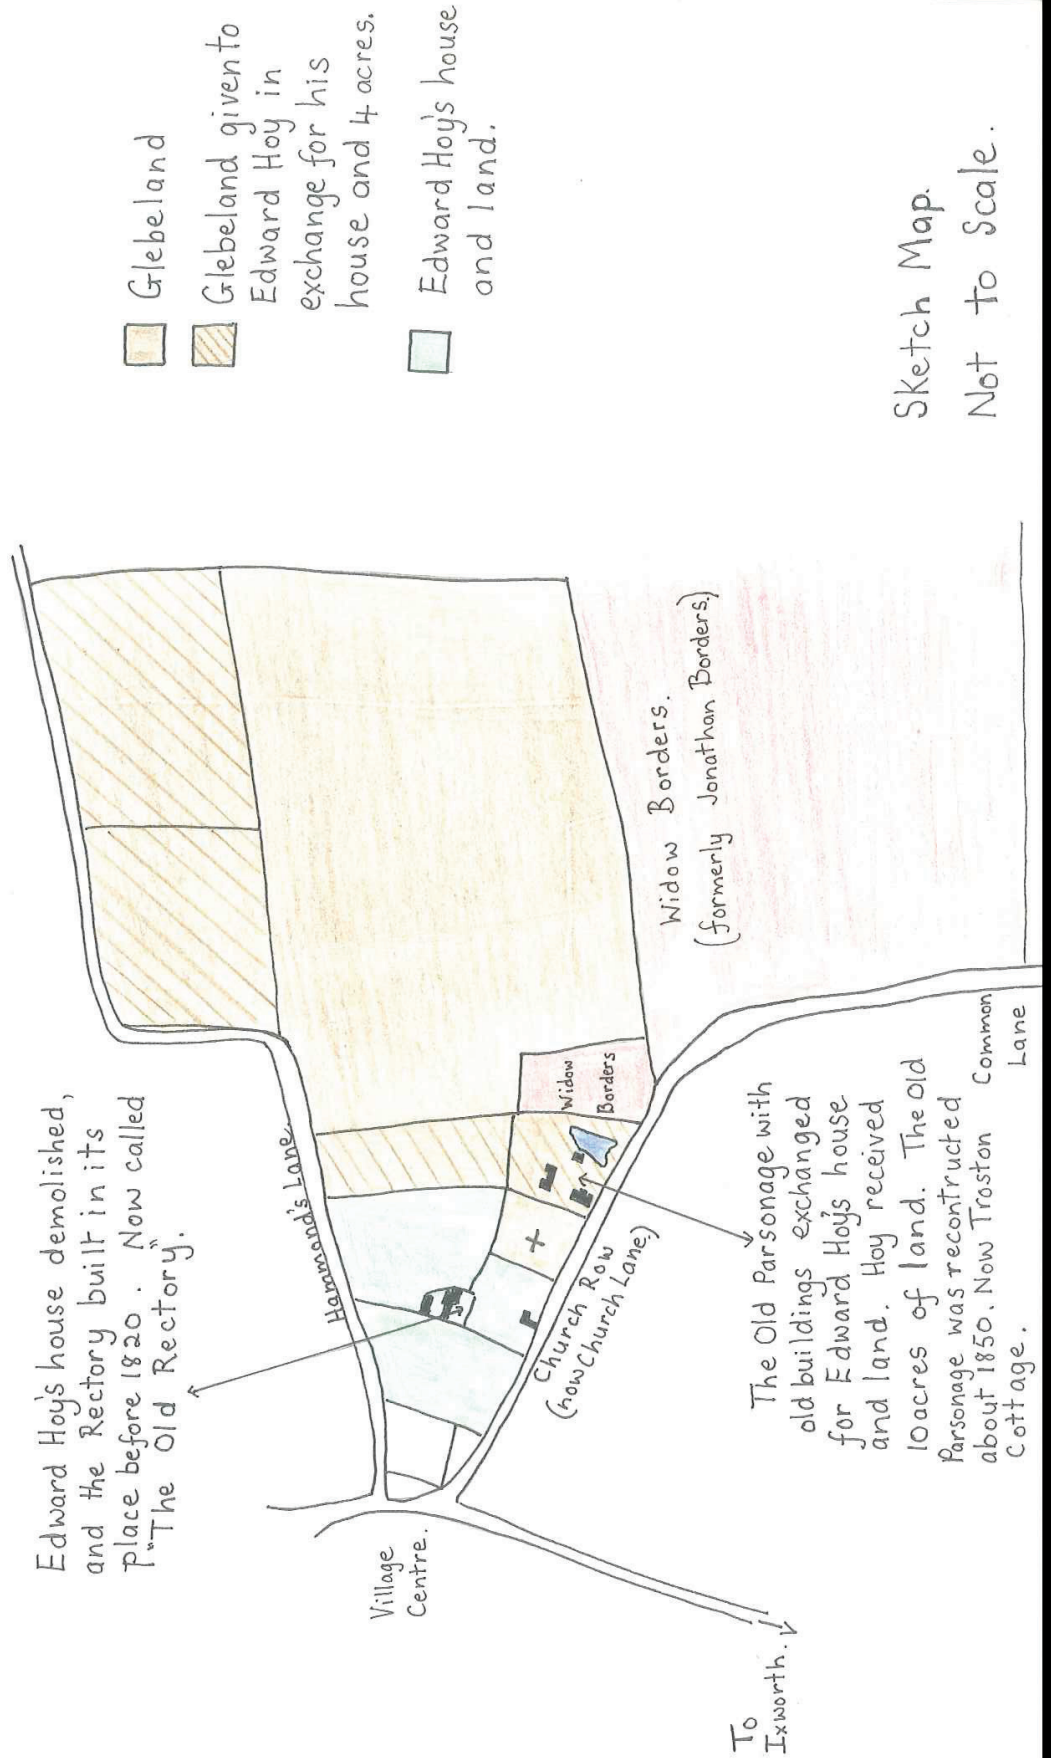 Edward Hoy's house demolished,
and the Rectory built in its
place before 1820. Now called
"The Old Rectory".
Glebeland
Glebeland given to
Edward Hoy in
exchange for his
house and 4 acres.
Edward Hoy's house
and land.
Hammond's Lane.
Village
Centre.
Widow
Borders
Widow Borders.
(formerly Jonathan Borders.)
Church Row
(now Church Lane.)
Common
Lane
The Old Parsonage with
old buildings exchanged
for Edward Hoy's house
and land. Hoy received
10 acres of land. The Old
Parsonage was recontructed
about 1850. Now Troston
Cottage.
To
Ixworth.
Sketch Map.
Not to Scale.